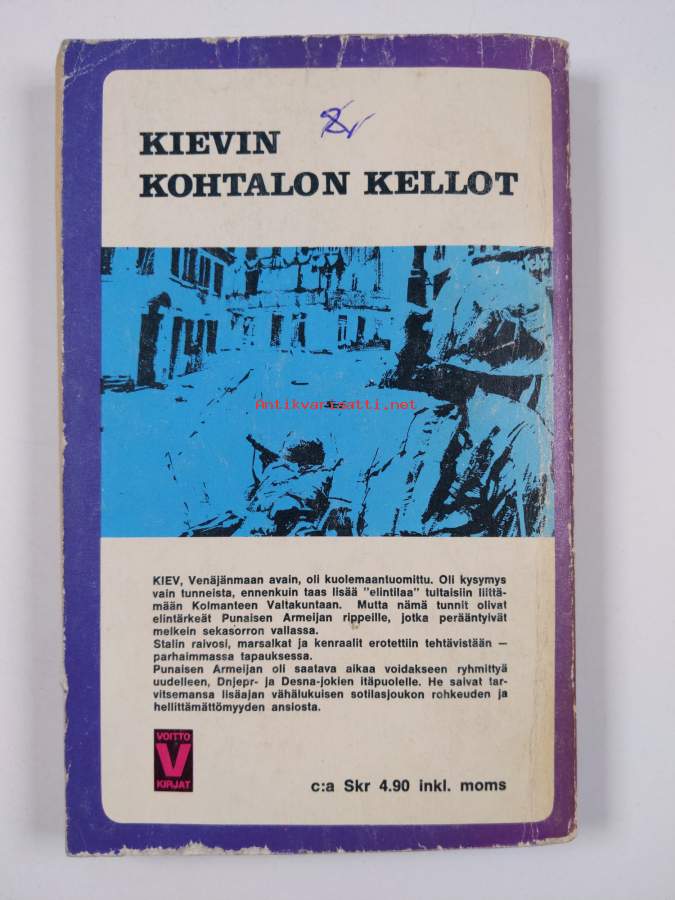 KIEVIN
KOHTALON KELLOT
Antikvarisatti.net
KIEV, Venäjänmaan avain, oli kuolemaantuomittu. Oli kysymys
vain tunneista, ennenkuin taas lisää "elintilaa" tultaisiin liittä-
mään Kolmanteen Valtakuntaan. Mutta nämä tunnit olivat
elintärkeät Punaisen Armeijan rippeille, jotka perääntyivät
melkein sekasorron vallassa.
Stalin raivosi, marsalkat ja kenraalit erotettiin tehtävistään —
parhaimmassa tapauksessa.
Punaisen Armeijan oli saatava aikaa voidakseen ryhmittyä
uudelleen, Dnjepr- ja Desna-jokien itäpuolelle. He saivat tar-
vitsemansa lisäajan vähälukuisen sotilasjoukon rohkeuden ja
hellittämättömyyden ansiosta.
VOITTO
V
KIRJAT
c:a Skr 4.90 inkl. moms